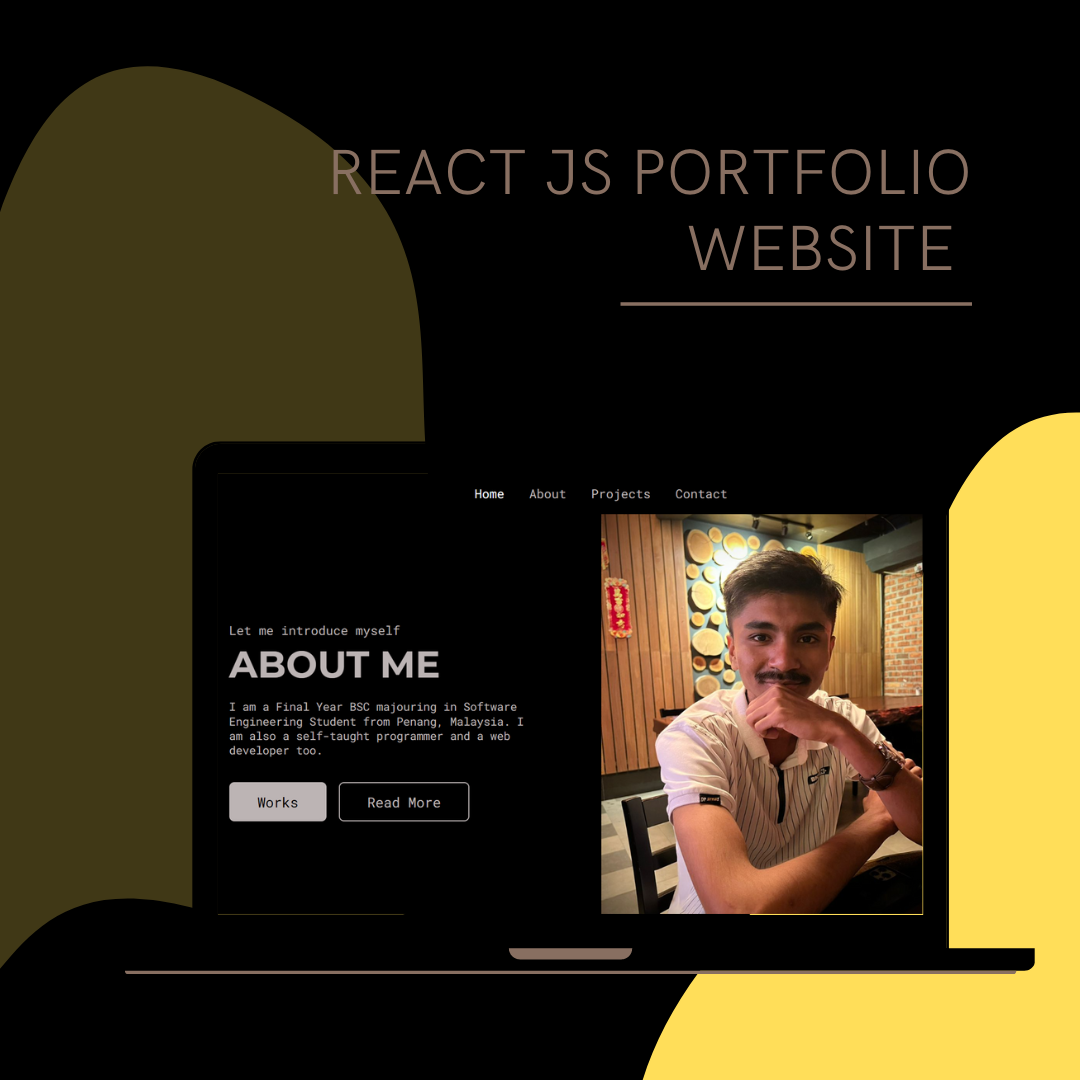 REACT JS PORTFOLIO
WEBSITE
Home About Projects Contact
Let me introduce myself
ABOUT ME
I am a Final Year BSC majouring in Software
Engineering Student from Penang, Malaysia. I
am also a self-taught programmer and a web
developer too.
Works Read More